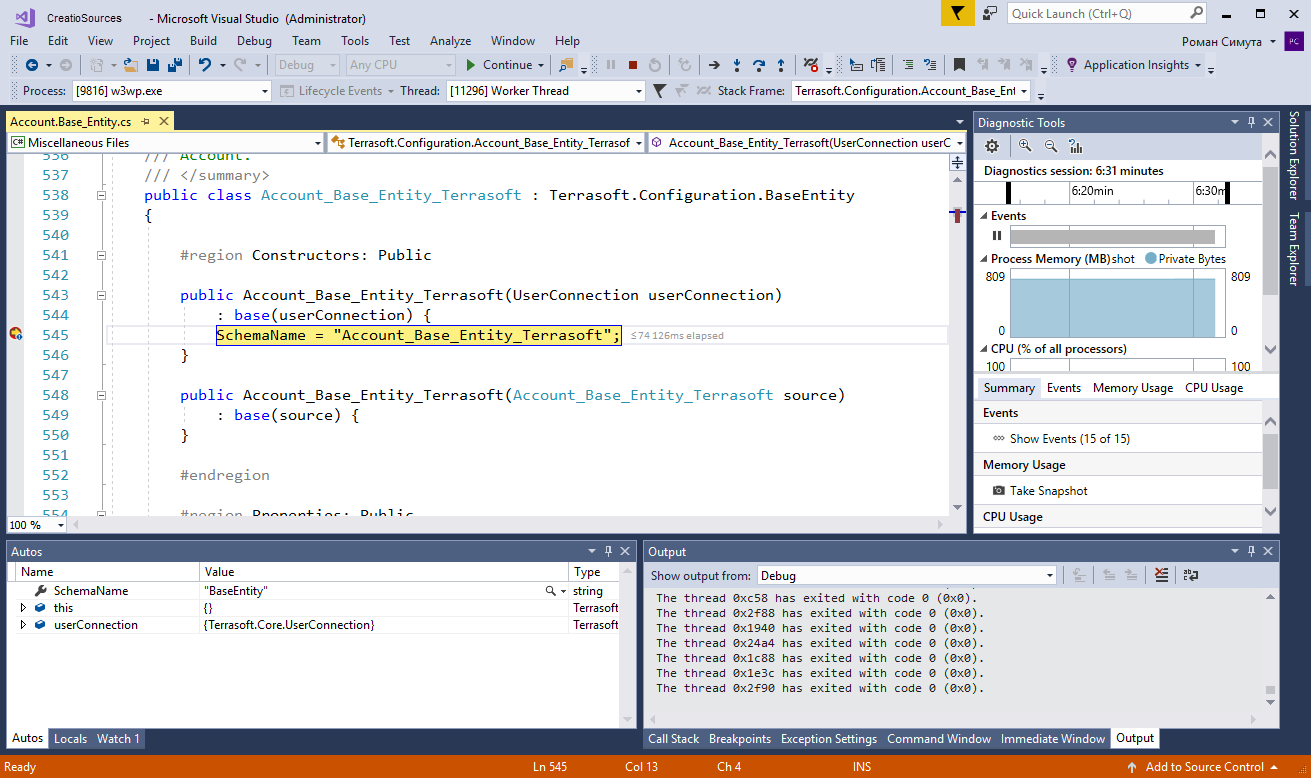 CreatioSources - Mersosoft Visual Studio (Administrator)
Quick Launch (Ctrl+Q)
File Edit View Project Build Debug Team Tools Test Analyze Window Help
Роман Симута PC
Debug Any CPU Continue Application Insights
Process: [9816] w3wp.exe Lifecycle Events Thread: [11296] Worker Thread Stack Frame: Terrasoft.Configuration.Account_Base_Ent
Account.Base_Entity.cs
C# Miscellaneous Files Terrasoft.Configuration.Account_Base_Entity_Terrasof Account_Base_Entity_Terrasoft(UserConnection userC
536 /// Account.
537 /// </summary>
538 public class Account_Base_Entity_Terrasoft : Terrasoft.Configuration.BaseEntity
539 {
540
541 #region Constructors: Public
542
543 public Account_Base_Entity_Terrasoft(UserConnection userConnection)
544 : base(userConnection) {
545 SchemaName = "Account_Base_Entity_Terrasoft"; ≤74 126ms elapsed
546 }
547
548 public Account_Base_Entity_Terrasoft(Account_Base_Entity_Terrasoft source)
549 : base(source) {
550 }
551
552 #endregion
553
554 #region Properties: Public
100 %
Diagnostic Tools
Diagnostics session: 6:31 minutes
6:20min 6:30m
Events
Process Memory (MB)shot Private Bytes
809 809
0 0
CPU (% of all processors)
100 100
Summary Events Memory Usage CPU Usage
Events
Show Events (15 of 15)
Memory Usage
Take Snapshot
CPU Usage
Solution Explorer
Team Explorer
Autos
Name Value Type
SchemaName "BaseEntity" string
this {} Terrasoft
userConnection {Terrasoft.Core.UserConnection} Terrasoft
Autos Locals Watch 1
Output
Show output from: Debug
The thread 0xc58 has exited with code 0 (0x0).
The thread 0x2f88 has exited with code 0 (0x0).
The thread 0x1940 has exited with code 0 (0x0).
The thread 0x24a4 has exited with code 0 (0x0).
The thread 0x1c88 has exited with code 0 (0x0).
The thread 0x1e3c has exited with code 0 (0x0).
The thread 0x2f90 has exited with code 0 (0x0).
Call Stack Breakpoints Exception Settings Command Window Immediate Window Output
Ready Ln 545 Col 13 Ch 4 INS Add to Source Control